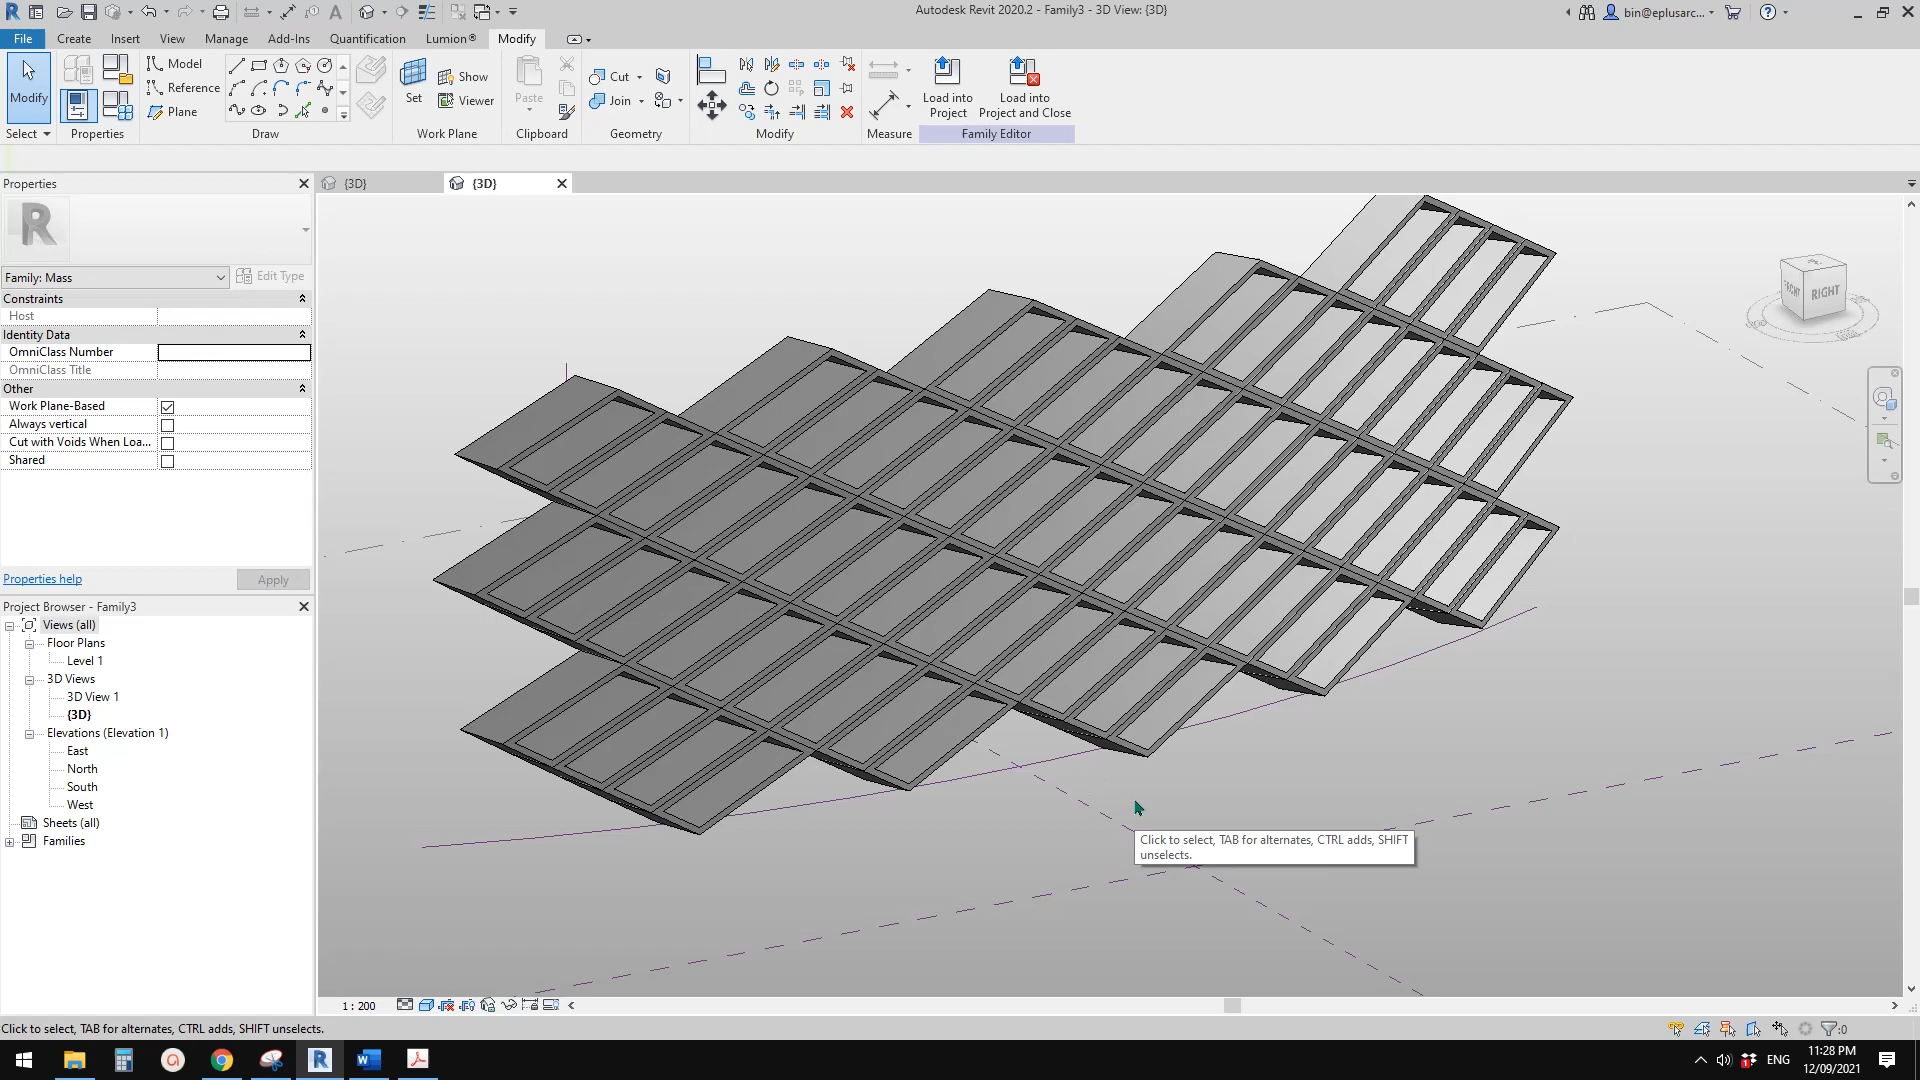 Autodesk Revit 2020.2 - Family3 - 3D View: {3D}
bin@eplusarc...
File Create Insert View Manage Add-Ins Quantification Lumion® Modify
Modify
Select
Properties
Model
Reference
Plane
Draw
Set
Show
Viewer
Work Plane
Paste
Clipboard
Cut
Join
Geometry
Modify
Measure
Load into
Project
Load into
Project and Close
Family Editor
Properties
R
Family: Mass
Edit Type
Constraints
Host
Identity Data
OmniClass Number
OmniClass Title
Other
Work Plane-Based
Always vertical
Cut with Voids When Loa...
Shared
Properties help
Apply
Project Browser - Family3
Views (all)
Floor Plans
Level 1
3D Views
3D View 1
{3D}
Elevations (Elevation 1)
East
North
South
West
Sheets (all)
Families
{3D}
{3D}
FRONT
RIGHT
Click to select, TAB for alternates, CTRL adds, SHIFT
unselects.
1 : 200
Click to select, TAB for alternates, CTRL adds, SHIFT unselects.
:0
ENG
11:28 PM
12/09/2021